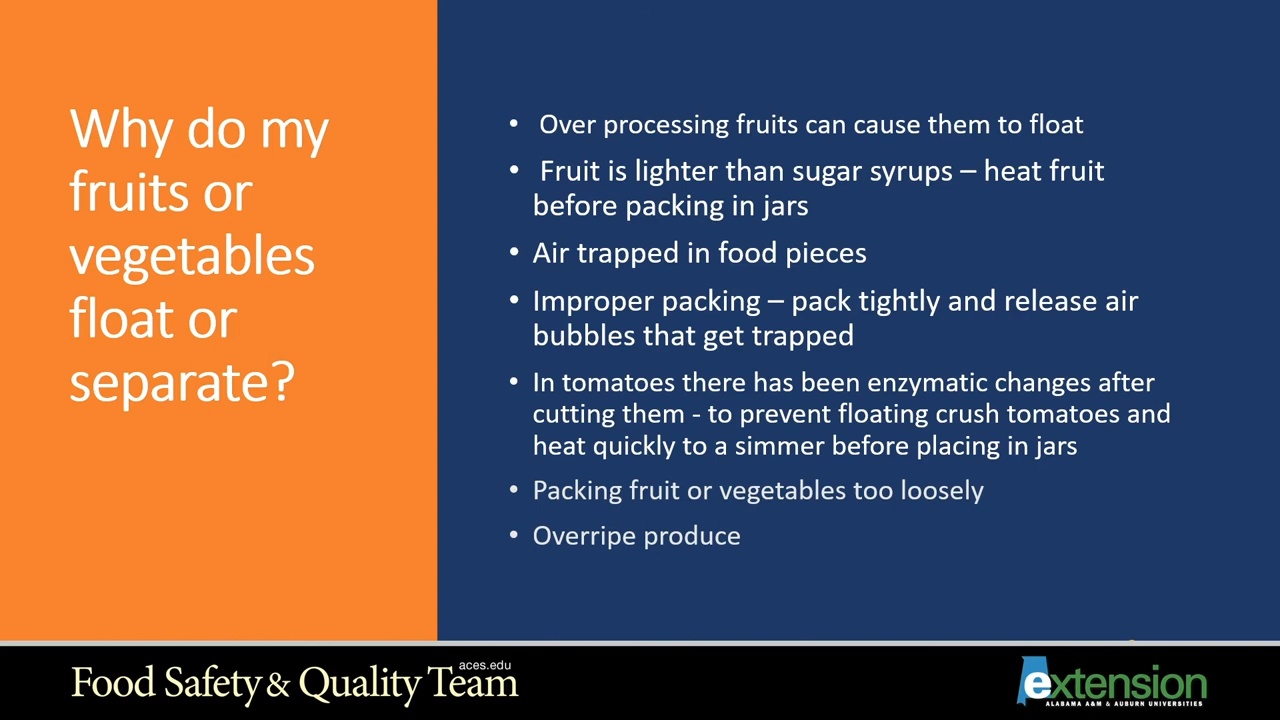 Why do my
fruits or
vegetables
float or
separate?
• Over processing fruits can cause them to float
• Fruit is lighter than sugar syrups – heat fruit
before packing in jars
• Air trapped in food pieces
• Improper packing – pack tightly and release air
bubbles that get trapped
• In tomatoes there has been enzymatic changes after
cutting them - to prevent floating crush tomatoes and
heat quickly to a simmer before placing in jars
• Packing fruit or vegetables too loosely
• Overripe produce
Food Safety & Quality Team
aces.edu
extension
ALABAMA A&M & AUBURN UNIVERSITIES